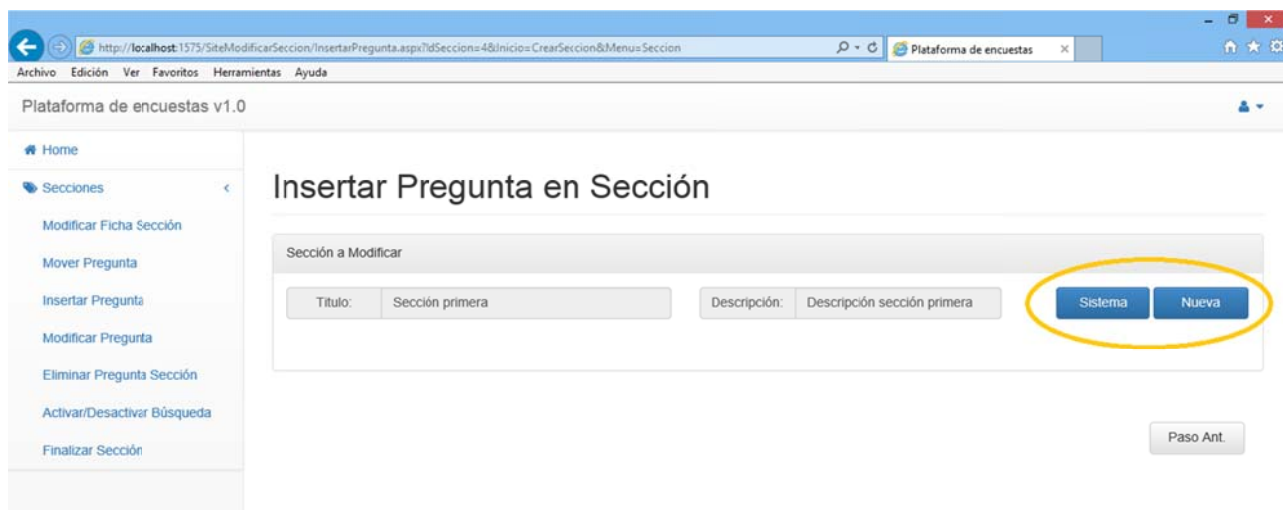 http://localhost:1575/SiteModificarSeccion/InsertarPregunta.aspx?IdSeccion=4&Inicio=CrearSeccion&Menu=Seccion
Plataforma de encuestas
Archivo Edición Ver Favoritos Herramientas Ayuda
Plataforma de encuestas v1.0
Home
Secciones
Modificar Ficha Sección
Mover Pregunta
Insertar Pregunta
Modificar Pregunta
Eliminar Pregunta Sección
Activar/Desactivar Búsqueda
Finalizar Sección
Insertar Pregunta en Sección
Sección a Modificar
Titulo: Sección primera Descripción: Descripción sección primera Sistema Nueva
Paso Ant.